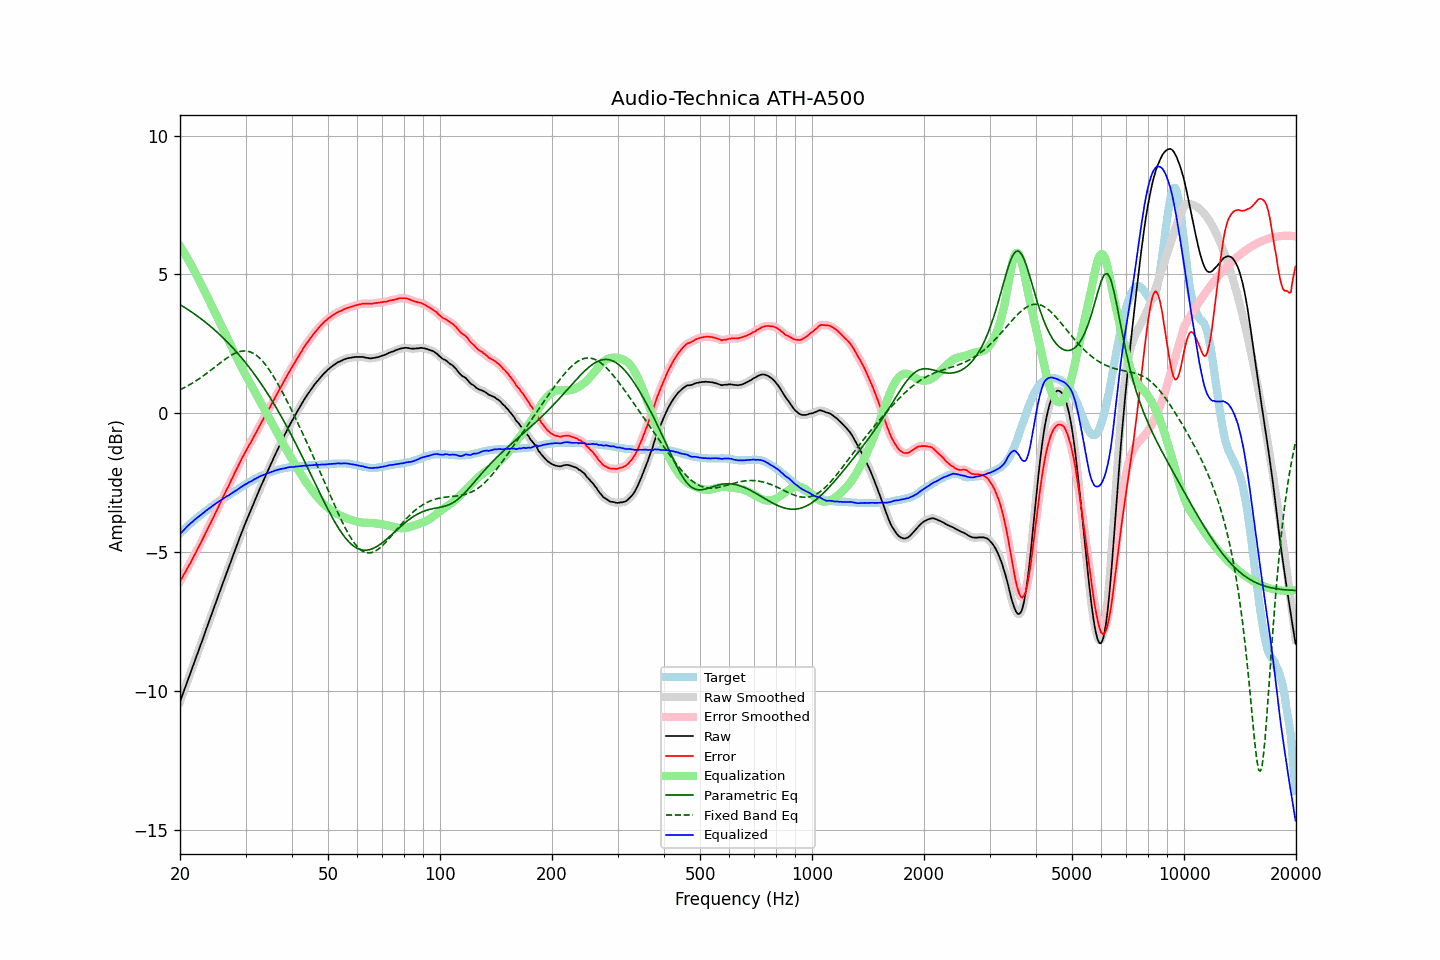 Audio-Technica ATH-A500
10
5
0
−5
−10
−15
Amplitude (dBr)
Target
Raw Smoothed
Error Smoothed
Raw
Error
Equalization
Parametric Eq
Fixed Band Eq
Equalized
20 50 100 200 500 1000 2000 5000 10000 20000
Frequency (Hz)